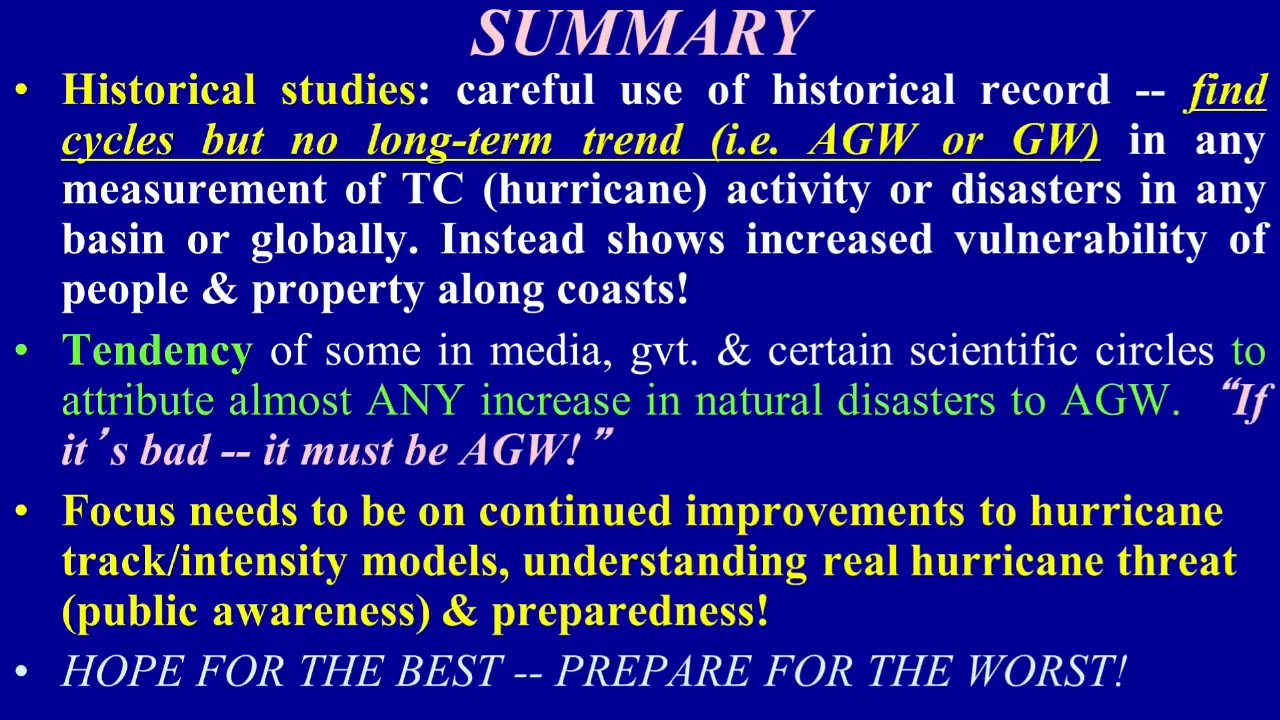 SUMMARY
• Historical studies: careful use of historical record -- find
cycles but no long-term trend (i.e. AGW or GW) in any
measurement of TC (hurricane) activity or disasters in any
basin or globally. Instead shows increased vulnerability of
people & property along coasts!
• Tendency of some in media, gvt. & certain scientific circles to
attribute almost ANY increase in natural disasters to AGW. “If
it’s bad -- it must be AGW!”
• Focus needs to be on continued improvements to hurricane
track/intensity models, understanding real hurricane threat
(public awareness) & preparedness!
• HOPE FOR THE BEST -- PREPARE FOR THE WORST!